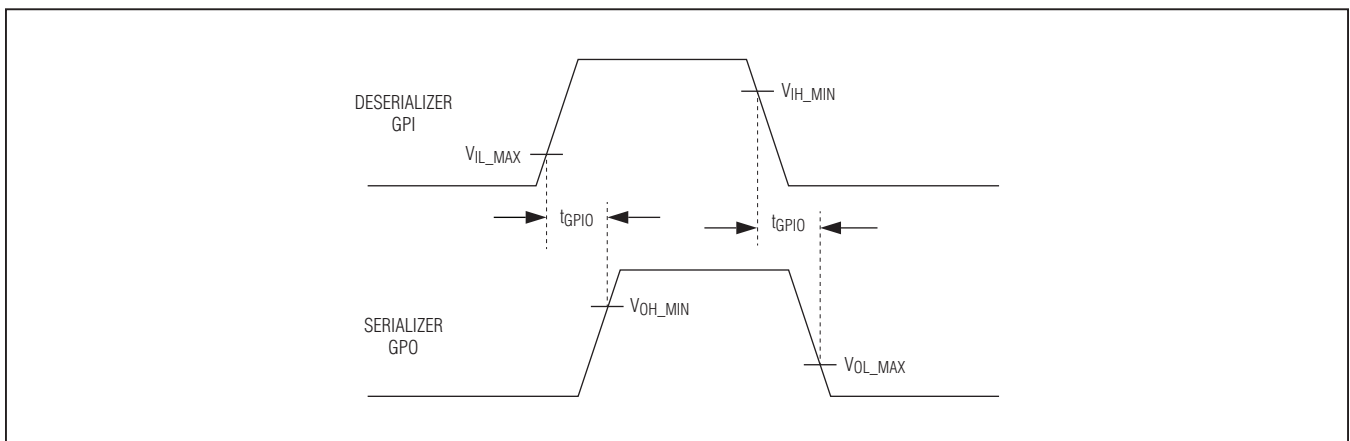 DESERIALIZER
GPI
VIH_MIN
VIL_MAX
tGPIO
tGPIO
VOH_MIN
SERIALIZER
GPO
VOL_MAX